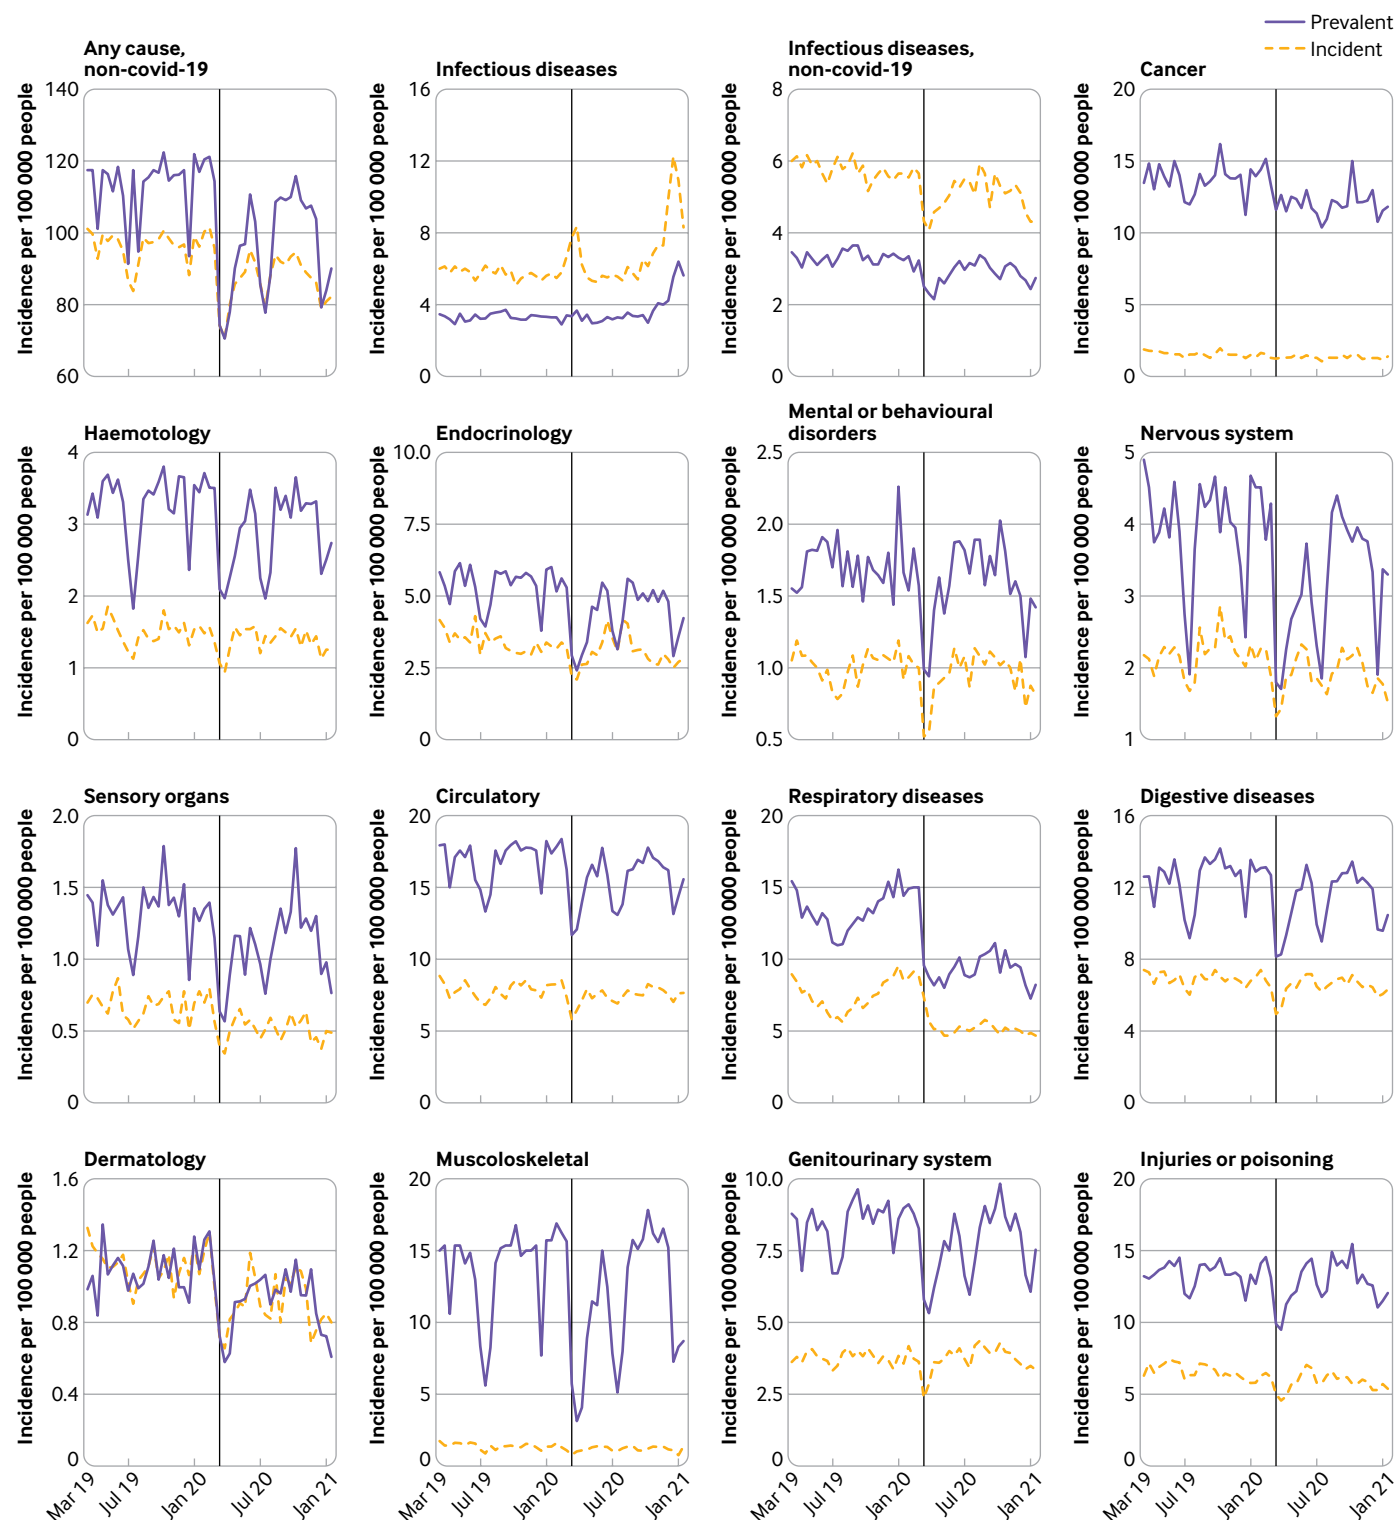 Prevalent
Incident
Any cause,
non-covid-19
Infectious diseases
Infectious diseases,
non-covid-19
Cancer
Incidence per 100 000 people
140
120
100
80
60
Incidence per 100 000 people
16
12
8
4
0
Incidence per 100 000 people
8
6
4
2
0
Incidence per 100 000 people
20
15
10
5
0
Haemotology
Endocrinology
Mental or behavioural
disorders
Nervous system
Incidence per 100 000 people
4
3
2
1
0
Incidence per 100 000 people
10.0
7.5
5.0
2.5
0
Incidence per 100 000 people
2.5
2.0
1.5
1.0
0.5
Incidence per 100 000 people
5
4
3
2
1
Sensory organs
Circulatory
Respiratory diseases
Digestive diseases
Incidence per 100 000 people
2.0
1.5
1.0
0.5
0
Incidence per 100 000 people
20
15
10
5
0
Incidence per 100 000 people
20
15
10
5
0
Incidence per 100 000 people
16
12
8
4
0
Dermatology
Muscoloskeletal
Genitourinary system
Injuries or poisoning
Incidence per 100 000 people
1.6
1.2
0.8
0.4
0
Incidence per 100 000 people
20
15
10
5
0
Incidence per 100 000 people
10.0
7.5
5.0
2.5
0
Incidence per 100 000 people
20
15
10
5
0
Mar 19
Jul 19
Jan 20
Jul 20
Jan 21
Mar 19
Jul 19
Jan 20
Jul 20
Jan 21
Mar 19
Jul 19
Jan 20
Jul 20
Jan 21
Mar 19
Jul 19
Jan 20
Jul 20
Jan 21